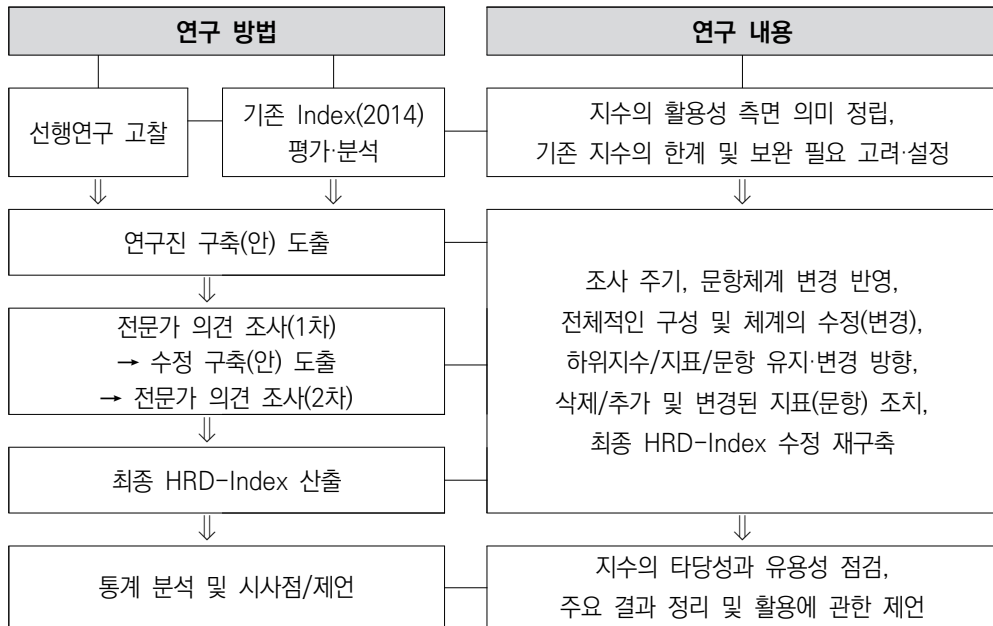 연구 방법
연구 내용
선행연구 고찰
기존 Index(2014)
평가·분석
지수의 활용성 측면 의미 정립,
기존 지수의 한계 및 보완 필요 고려·설정
⇓
⇓
⇓
연구진 구축(안) 도출
⇓
전문가 의견 조사(1차)
→ 수정 구축(안) 도출
→ 전문가 의견 조사(2차)
⇓
최종 HRD-Index 산출
조사 주기, 문항체계 변경 반영,
전체적인 구성 및 체계의 수정(변경),
하위지수/지표/문항 유지·변경 방향,
삭제/추가 및 변경된 지표(문항) 조치,
최종 HRD-Index 수정 재구축
⇓
⇓
통계 분석 및 시사점/제언
지수의 타당성과 유용성 점검,
주요 결과 정리 및 활용에 관한 제언